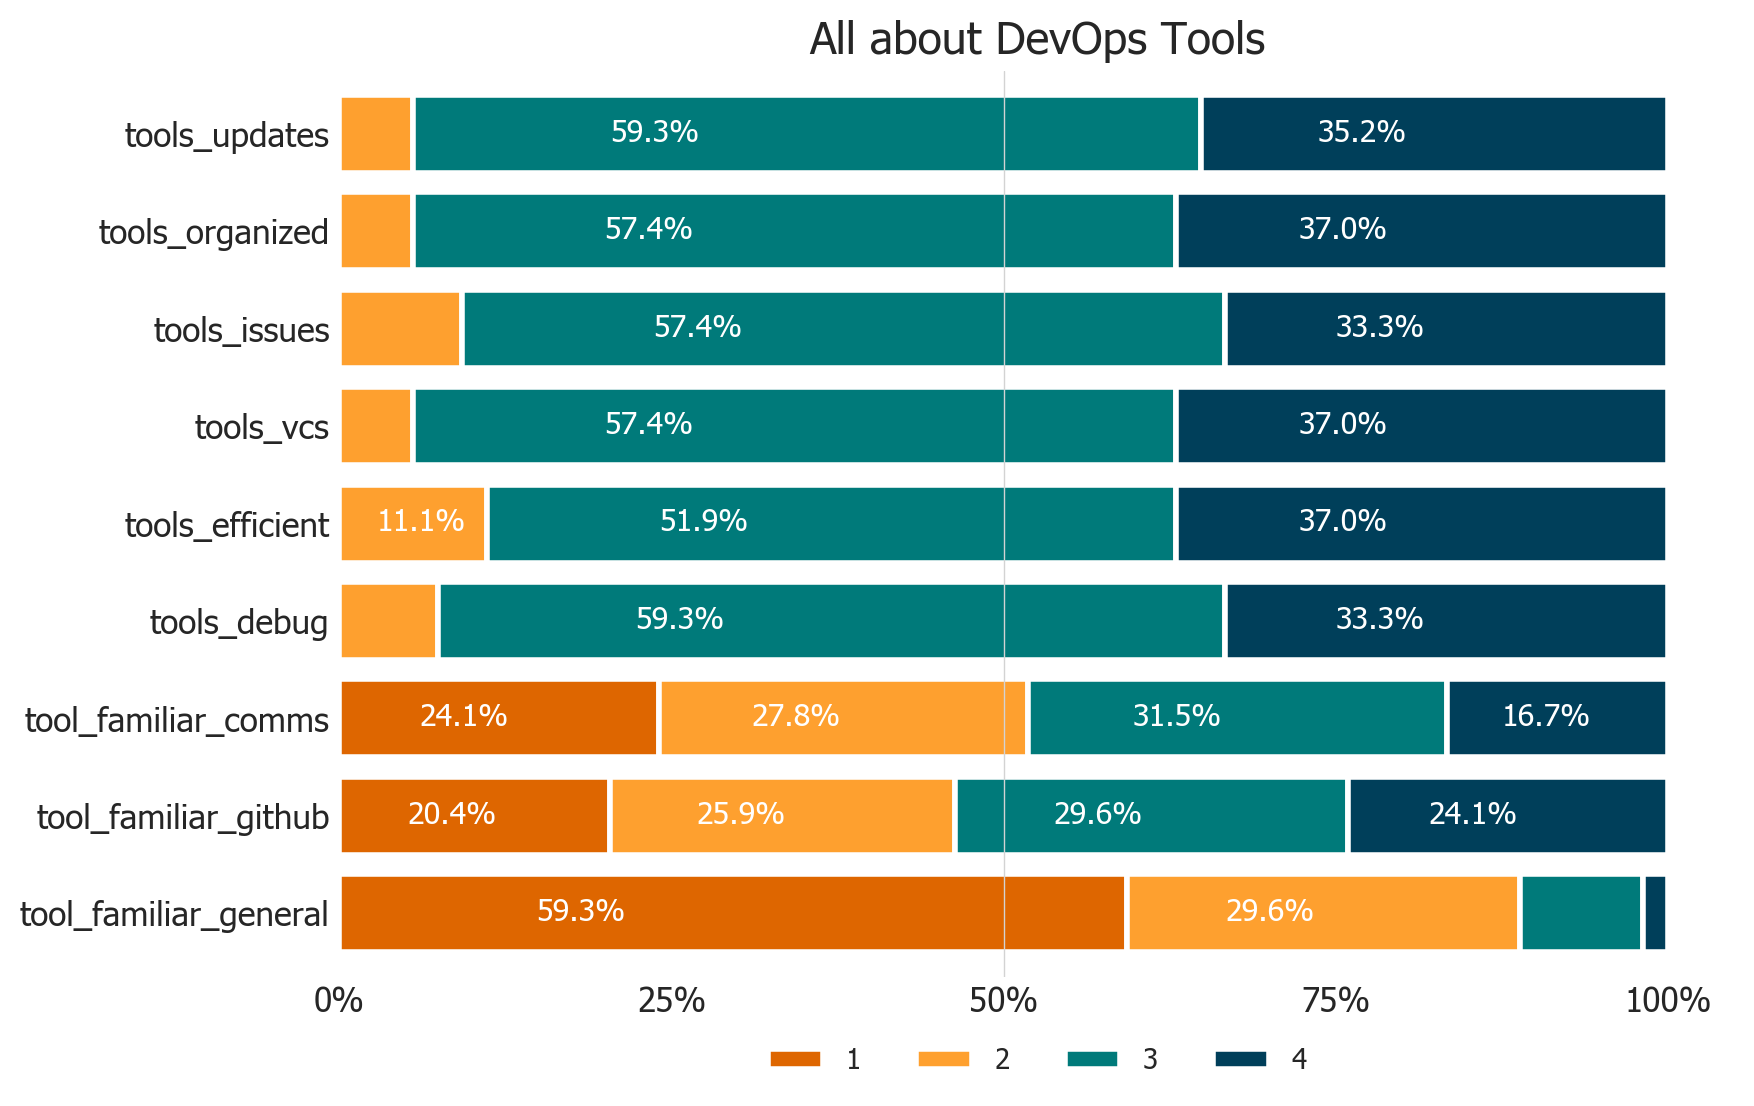 All about DevOps Tools
tools_updates 59.3% 35.2%
tools_organized 57.4% 37.0%
tools_issues 57.4% 33.3%
tools_vcs 57.4% 37.0%
tools_efficient 11.1% 51.9% 37.0%
tools_debug 59.3% 33.3%
tool_familiar_comms 24.1% 27.8% 31.5% 16.7%
tool_familiar_github 20.4% 25.9% 29.6% 24.1%
tool_familiar_general 59.3% 29.6%
0% 25% 50% 75% 100%
1 2 3 4